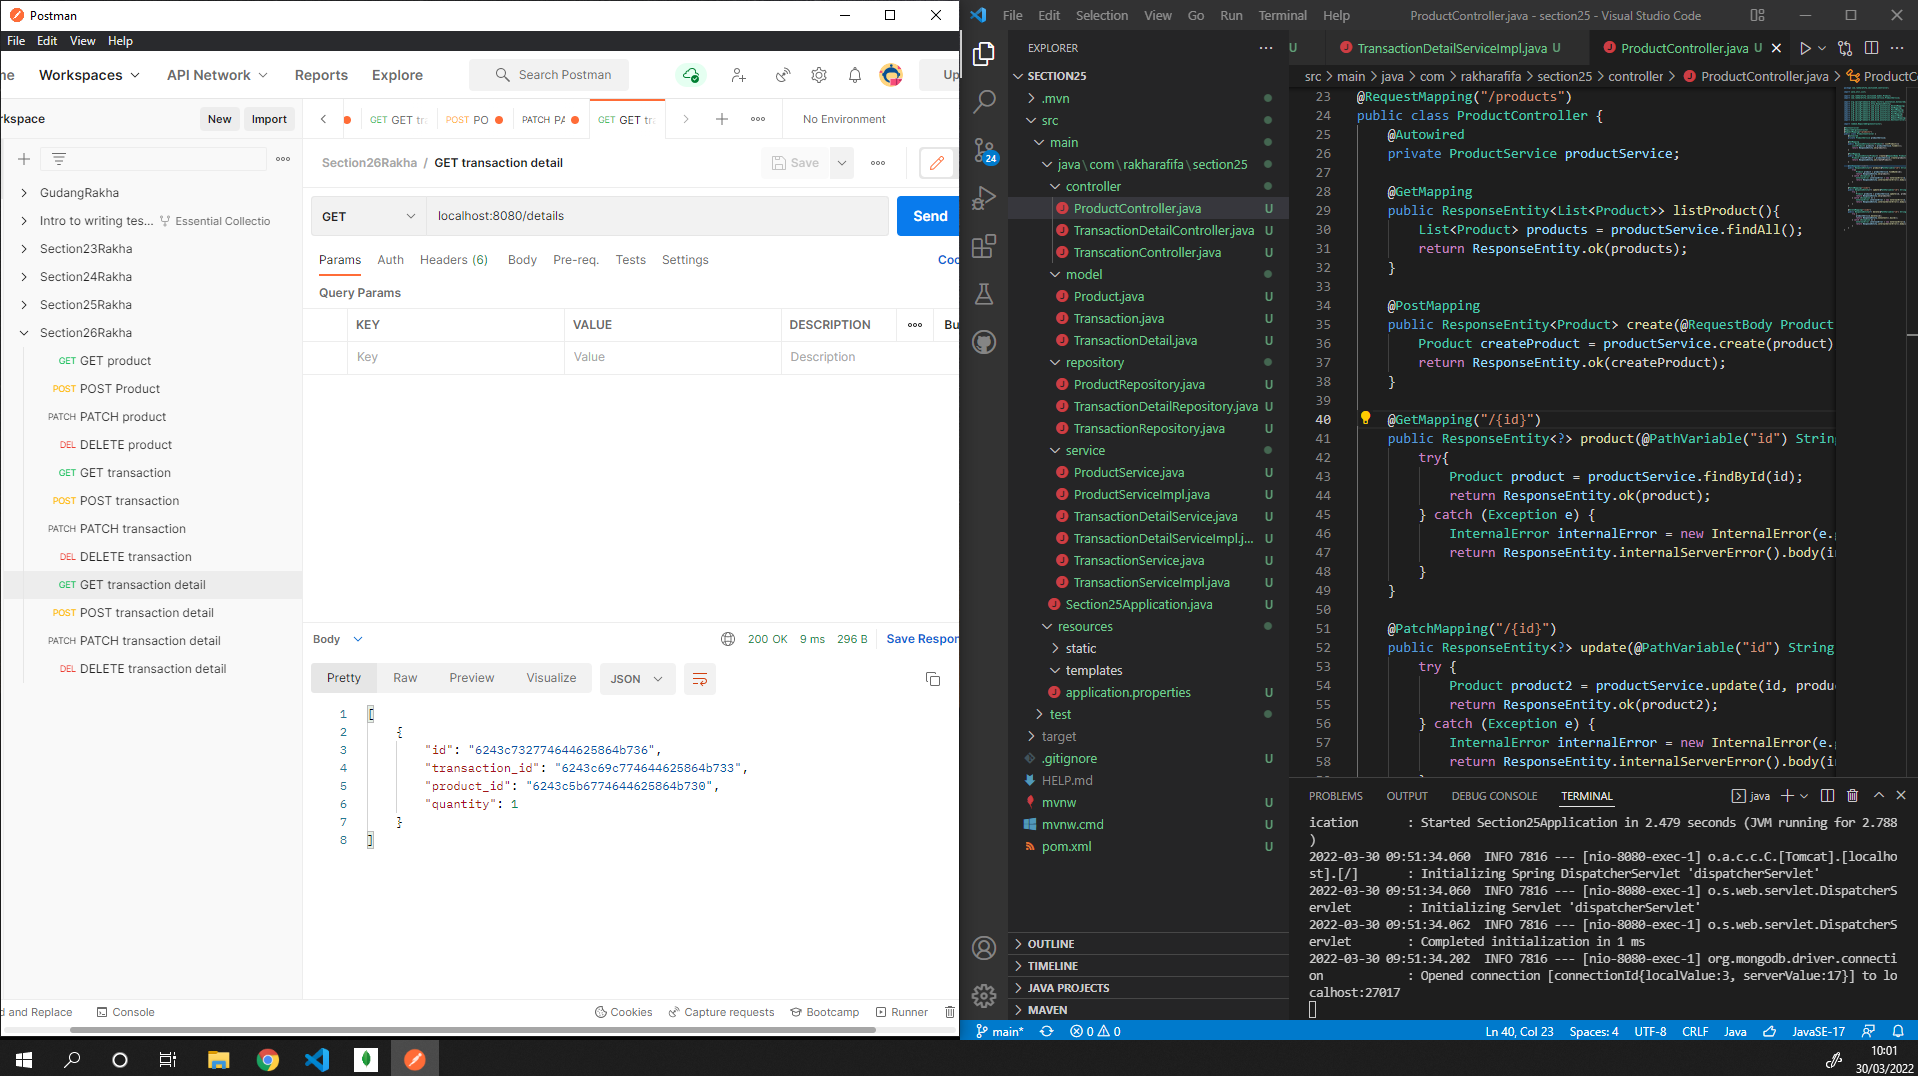 Postman
File Edit View Help
me Workspaces API Network Reports Explore Search Postman Up
rkspace New Import
GET GET tr POST PO PATCH PA GET GET tr No Environment
Section26Rakha / GET transaction detail Save
GudangRakha
Intro to writing tes... Essential Collectio
Section23Rakha
Section24Rakha
Section25Rakha
Section26Rakha
GET GET product
POST POST Product
PATCH PATCH product
DEL DELETE product
GET GET transaction
POST POST transaction
PATCH PATCH transaction
DEL DELETE transaction
GET GET transaction detail
POST POST transaction detail
PATCH PATCH transaction detail
DEL DELETE transaction detail
GET localhost:8080/details Send
Params Auth Headers (6) Body Pre-req. Tests Settings Coo
Query Params
KEY VALUE DESCRIPTION Bu
Key Value Description
Body 200 OK 9 ms 296 B Save Respon
Pretty Raw Preview Visualize JSON
1 [
2 {
3 "id": "6243c732774644625864b736",
4 "transaction_id": "6243c69c774644625864b733",
5 "product_id": "6243c5b6774644625864b730",
6 "quantity": 1
7 }
8 ]
d and Replace Console Cookies Capture requests Bootcamp Runner
File Edit Selection View Go Run Terminal Help ProductController.java - section25 - Visual Studio Code
EXPLORER
SECTION25
.mvn
src
main
java\com\rakharafifa\section25
controller
ProductController.java U
TransactionDetailController.java U
TranscationController.java U
model
Product.java U
Transaction.java U
TransactionDetail.java U
repository
ProductRepository.java U
TransactionDetailRepository.java U
TransactionRepository.java U
service
ProductService.java U
ProductServiceImpl.java U
TransactionDetailService.java U
TransactionDetailServiceImpl.j... U
TransactionService.java U
TransactionServiceImpl.java U
Section25Application.java U
resources
static
templates
application.properties U
test
target
.gitignore U
HELP.md
mvnw U
mvnw.cmd U
pom.xml U
OUTLINE
TIMELINE
JAVA PROJECTS
MAVEN
24
U TransactionDetailServiceImpl.java U ProductController.java U
src > main > java > com > rakharafifa > section25 > controller > ProductController.java > ProductCo
23 @RequestMapping("/products")
24 public class ProductController {
25 @Autowired
26 private ProductService productService;
27
28 @GetMapping
29 public ResponseEntity<List<Product>> listProduct(){
30 List<Product> products = productService.findAll();
31 return ResponseEntity.ok(products);
32 }
33
34 @PostMapping
35 public ResponseEntity<Product> create(@RequestBody Product
36 Product createProduct = productService.create(product)
37 return ResponseEntity.ok(createProduct);
38 }
39
40 @GetMapping("/{id}")
41 public ResponseEntity<?> product(@PathVariable("id") String
42 try{
43 Product product = productService.findById(id);
44 return ResponseEntity.ok(product);
45 } catch (Exception e) {
46 InternalError internalError = new InternalError(e.
47 return ResponseEntity.internalServerError().body(i
48 }
49 }
50
51 @PatchMapping("/{id}")
52 public ResponseEntity<?> update(@PathVariable("id") String
53 try {
54 Product product2 = productService.update(id, produ
55 return ResponseEntity.ok(product2);
56 } catch (Exception e) {
57 InternalError internalError = new InternalError(e.
58 return ResponseEntity.internalServerError().body(i
PROBLEMS OUTPUT DEBUG CONSOLE TERMINAL java
ication : Started Section25Application in 2.479 seconds (JVM running for 2.788
)
2022-03-30 09:51:34.060 INFO 7816 --- [nio-8080-exec-1] o.a.c.c.C.[Tomcat].[localho
st].[/] : Initializing Spring DispatcherServlet 'dispatcherServlet'
2022-03-30 09:51:34.060 INFO 7816 --- [nio-8080-exec-1] o.s.web.servlet.DispatcherS
ervlet : Initializing Servlet 'dispatcherServlet'
2022-03-30 09:51:34.062 INFO 7816 --- [nio-8080-exec-1] o.s.web.servlet.DispatcherS
ervlet : Completed initialization in 1 ms
2022-03-30 09:51:34.202 INFO 7816 --- [nio-8080-exec-1] org.mongodb.driver.connecti
on : Opened connection [connectionId{localValue:3, serverValue:17}] to lo
calhost:27017
main* 0 0 Ln 40, Col 23 Spaces: 4 UTF-8 CRLF Java JavaSE-17
10:01
30/03/2022